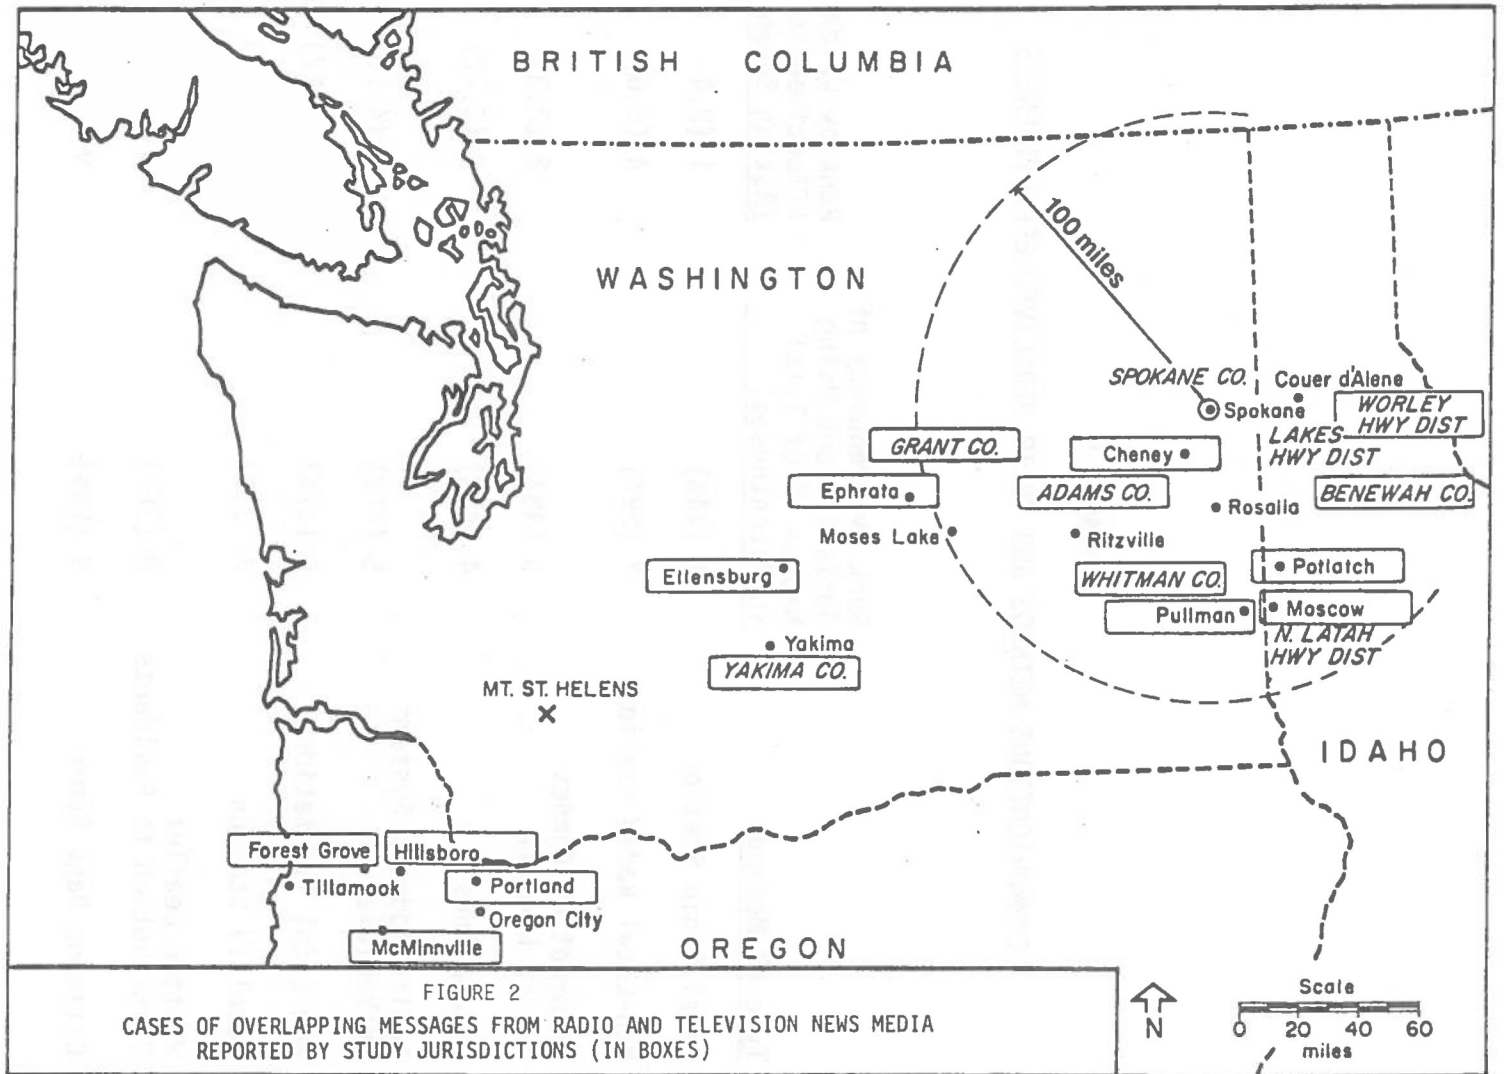 BRITISH COLUMBIA
WASHINGTON
100 miles
SPOKANE CO.
Couer d'Alene
Spokane
WORLEY
HWY DIST
LAKES
HWY DIST
GRANT CO.
Cheney
Ephrata
ADAMS CO.
BENEWAH CO.
Rosalia
Moses Lake
Ritzville
Ellensburg
WHITMAN CO.
Potlatch
Pullman
Moscow
N. LATAH
HWY DIST
Yakima
YAKIMA CO.
MT. ST. HELENS
IDAHO
Forest Grove
Hillsboro
Tillamook
Portland
Oregon City
McMinnville
OREGON
FIGURE 2
CASES OF OVERLAPPING MESSAGES FROM RADIO AND TELEVISION NEWS MEDIA
REPORTED BY STUDY JURISDICTIONS (IN BOXES)
N
Scale
0 20 40 60
miles